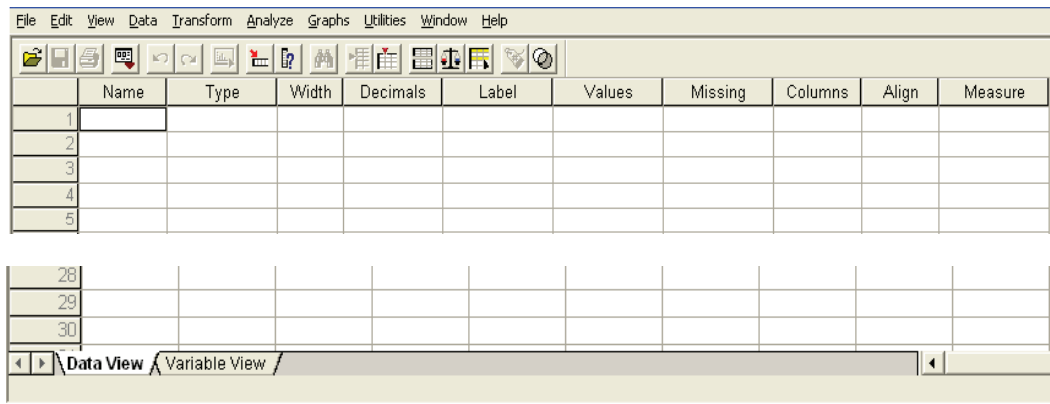 File Edit View Data Transform Analyze Graphs Utilities Window Help
Name Type Width Decimals Label Values Missing Columns Align Measure
1
2
3
4
5
28
29
30
Data View Variable View